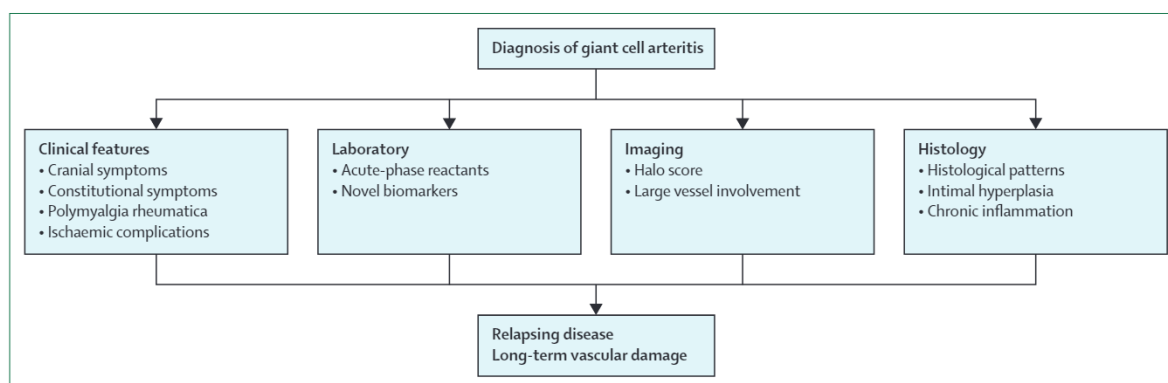 Diagnosis of giant cell arteritis
Clinical features
• Cranial symptoms
• Constitutional symptoms
• Polymyalgia rheumatica
• Ischaemic complications
Laboratory
• Acute-phase reactants
• Novel biomarkers
Imaging
• Halo score
• Large vessel involvement
Histology
• Histological patterns
• Intimal hyperplasia
• Chronic inflammation
Relapsing disease
Long-term vascular damage